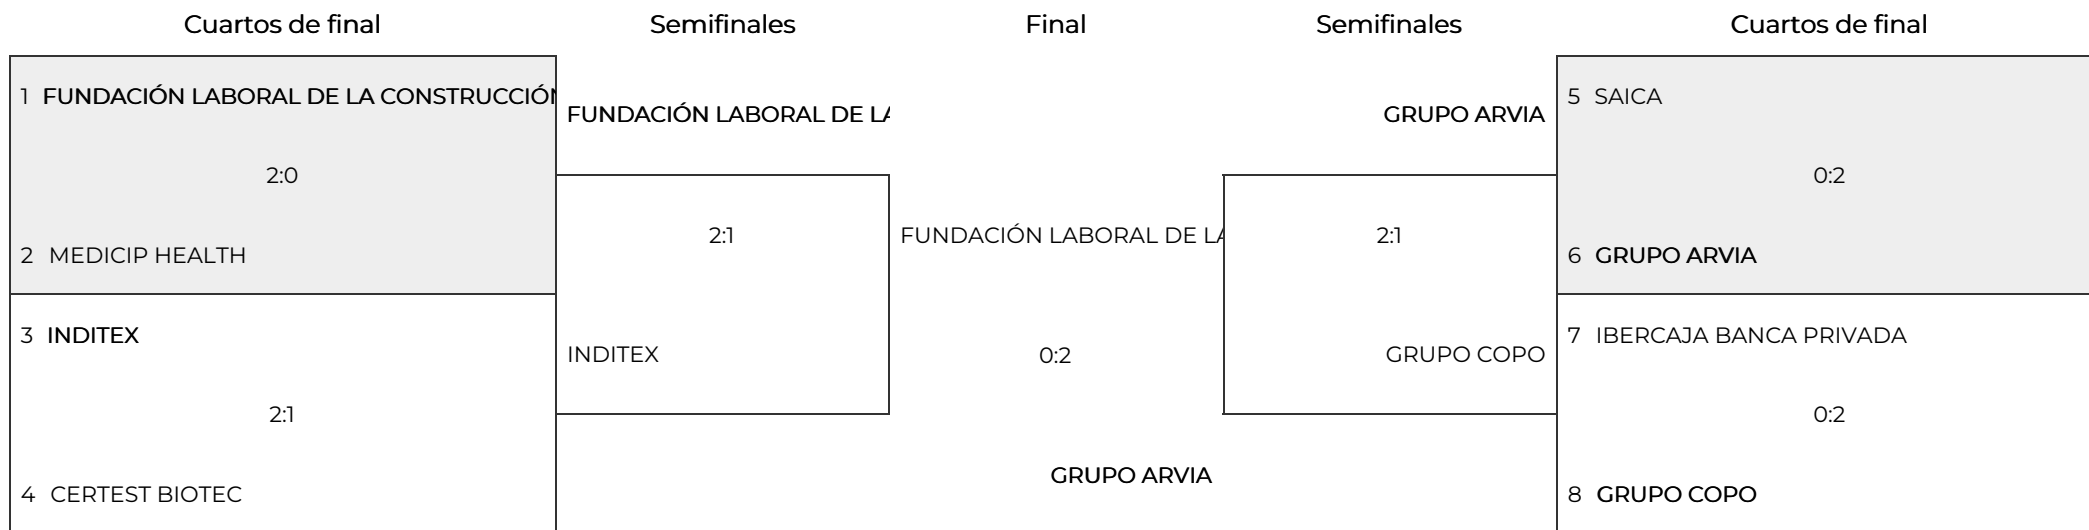 Cuartos de final
Semifinales
Final
Semifinales
Cuartos de final
1 FUNDACIÓN LABORAL DE LA CONSTRUCCIÓN
2:0
2 MEDICIP HEALTH
3 INDITEX
2:1
4 CERTEST BIOTEC
FUNDACIÓN LABORAL DE LA
2:1
INDITEX
FUNDACIÓN LABORAL DE LA
0:2
GRUPO ARVIA
GRUPO ARVIA
2:1
GRUPO COPO
5 SAICA
0:2
6 GRUPO ARVIA
7 IBERCAJA BANCA PRIVADA
0:2
8 GRUPO COPO